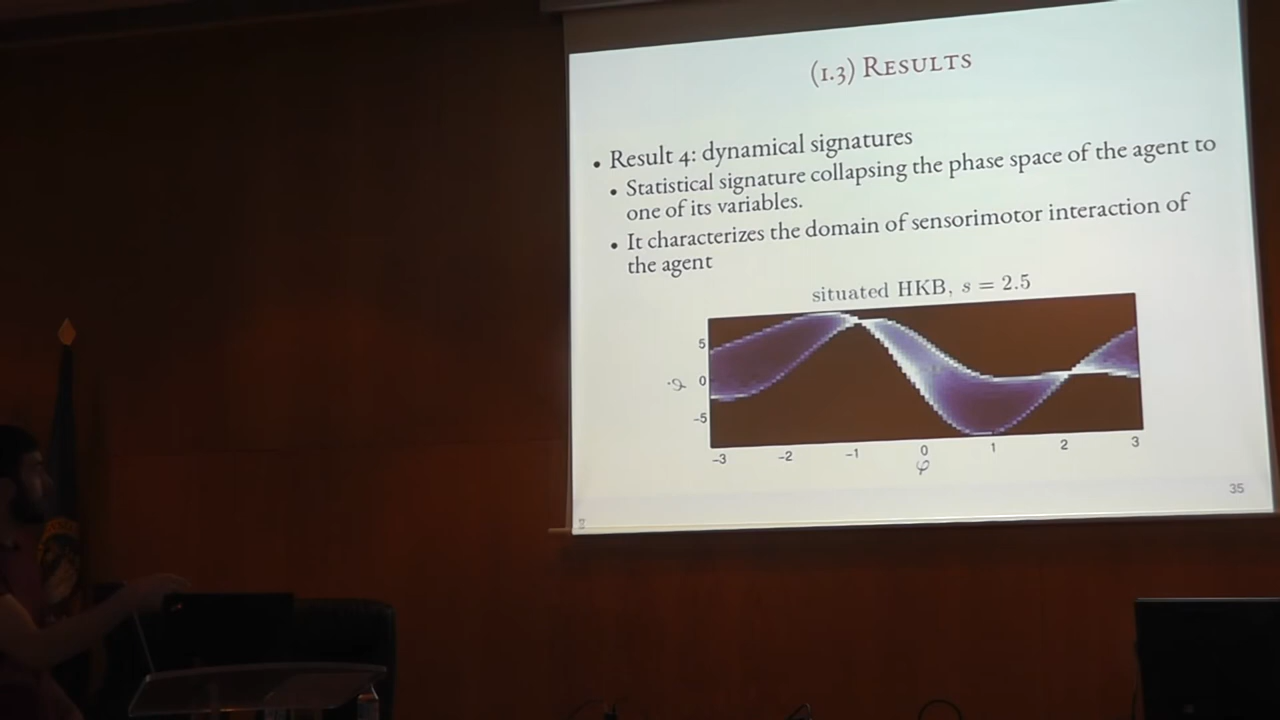 (1.3) Results
• Result 4: dynamical signatures
• Statistical signature collapsing the phase space of the agent to
one of its variables.
• It characterizes the domain of sensorimotor interaction of
the agent
situated HKB, s = 2.5
5
0
φ̇
−5
−3 −2 −1 0 1 2 3
φ
35